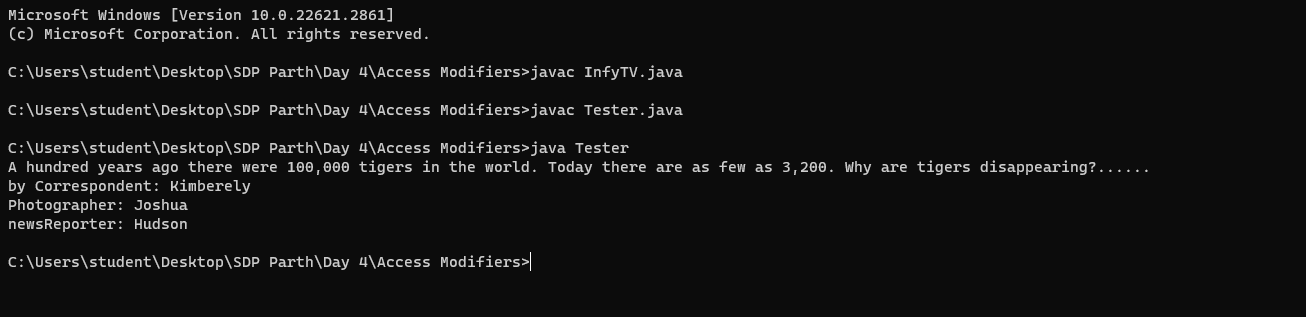 Microsoft Windows [Version 10.0.22621.2861]
(c) Microsoft Corporation. All rights reserved.
C:\Users\student\Desktop\SDP Parth\Day 4\Access Modifiers>javac InfyTV.java
C:\Users\student\Desktop\SDP Parth\Day 4\Access Modifiers>javac Tester.java
C:\Users\student\Desktop\SDP Parth\Day 4\Access Modifiers>java Tester
A hundred years ago there were 100,000 tigers in the world. Today there are as few as 3,200. Why are tigers disappearing?......
by Correspondent: Kimberely
Photographer: Joshua
newsReporter: Hudson
C:\Users\student\Desktop\SDP Parth\Day 4\Access Modifiers>